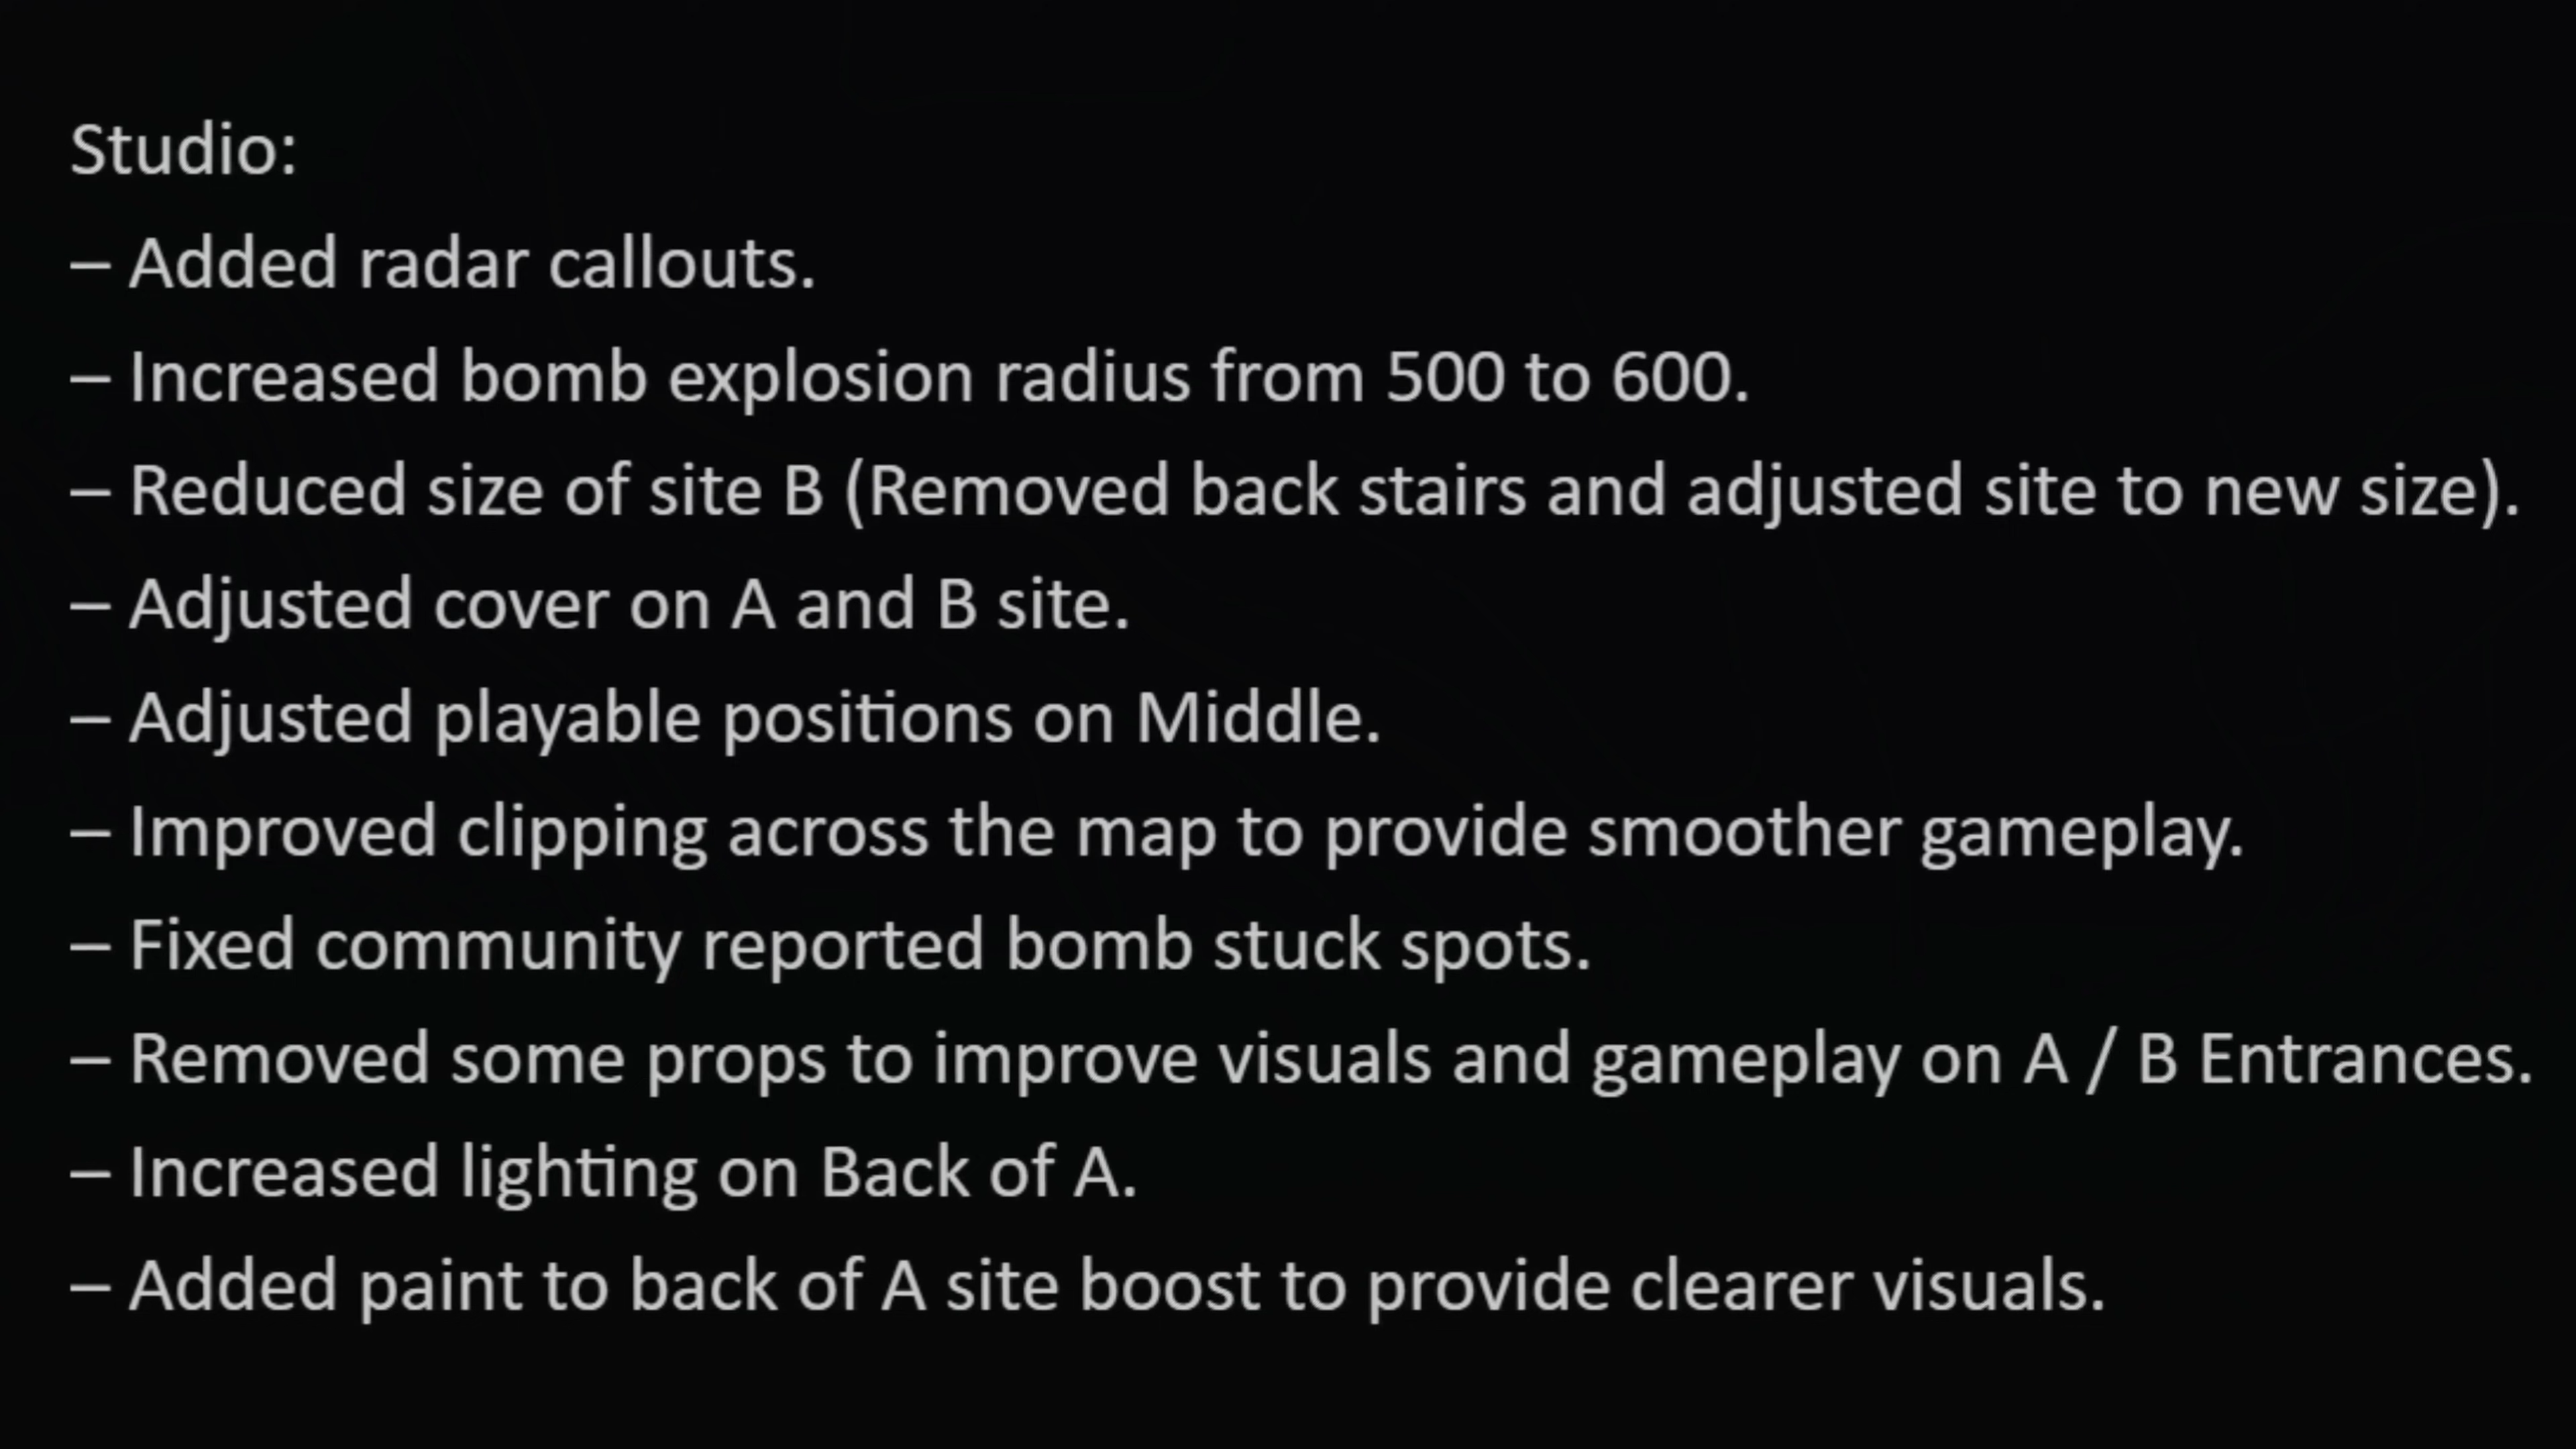 Studio:
– Added radar callouts.
– Increased bomb explosion radius from 500 to 600.
– Reduced size of site B (Removed back stairs and adjusted site to new size).
– Adjusted cover on A and B site.
– Adjusted playable positions on Middle.
– Improved clipping across the map to provide smoother gameplay.
– Fixed community reported bomb stuck spots.
– Removed some props to improve visuals and gameplay on A / B Entrances.
– Increased lighting on Back of A.
– Added paint to back of A site boost to provide clearer visuals.